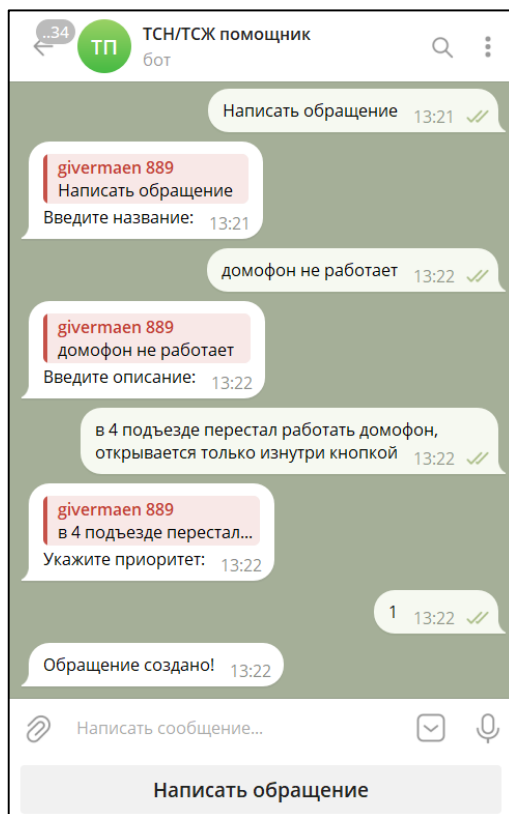 ..34
ТП
ТСН/ТСЖ помощник
бот
Написать обращение 13:21
givermaen 889
Написать обращение
Введите название: 13:21
домофон не работает 13:22
givermaen 889
домофон не работает
Введите описание: 13:22
в 4 подъезде перестал работать домофон,
открывается только изнутри кнопкой 13:22
givermaen 889
в 4 подъезде перестал...
Укажите приоритет: 13:22
1 13:22
Обращение создано! 13:22
Написать сообщение...
Написать обращение